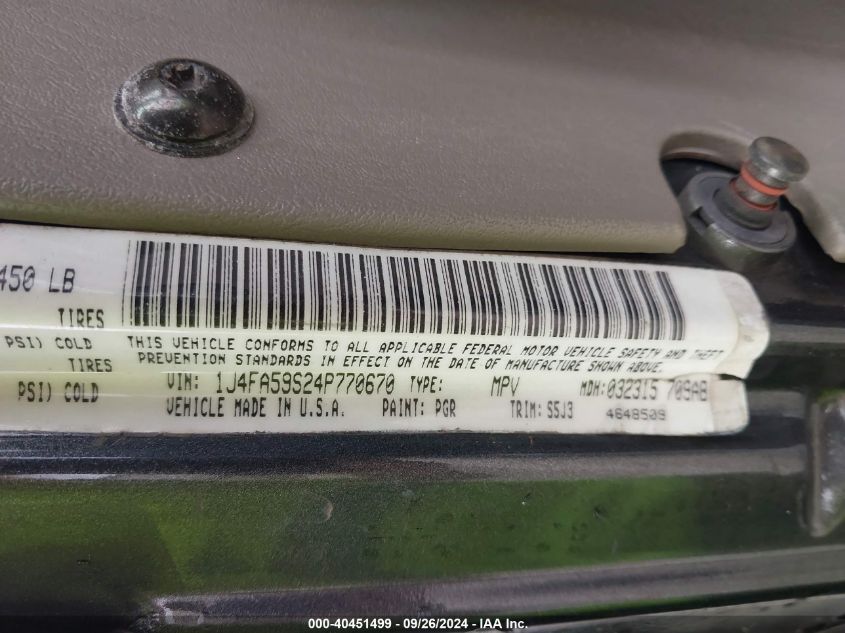 450 LB
TIRES
PSI) COLD
THIS VEHICLE CONFORMS TO ALL APPLICABLE FEDERAL MOTOR VEHICLE SAFETY AND THEFT
TIRES
PREVENTION STANDARDS IN EFFECT ON THE DATE OF MANUFACTURE SHOWN ABOVE.
PSI) COLD
VIN: 1J4FA59S24P770670 TYPE: MPV MDH:032315 709AB
VEHICLE MADE IN U.S.A. PAINT: PGR TRIM: S5J3 4648509
000-40451499 - 09/26/2024 - IAA Inc.